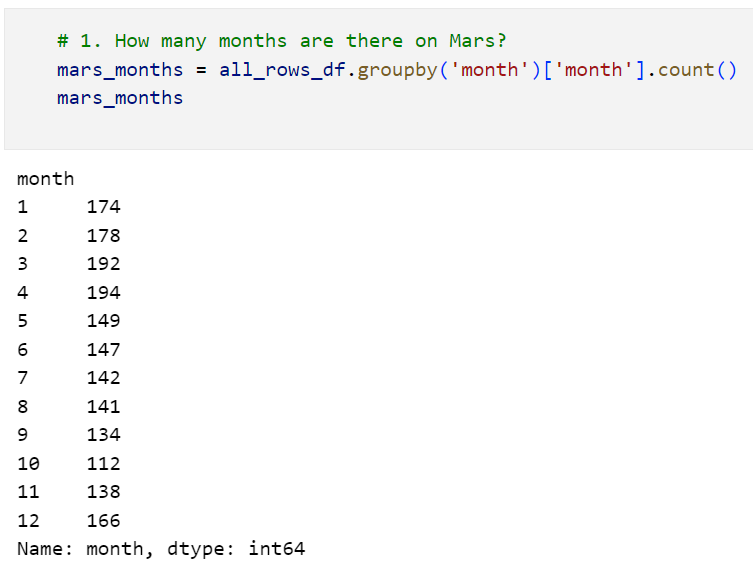 # 1. How many months are there on Mars?
mars_months = all_rows_df.groupby('month')['month'].count()
mars_months
month
1     174
2     178
3     192
4     194
5     149
6     147
7     142
8     141
9     134
10    112
11    138
12    166
Name: month, dtype: int64